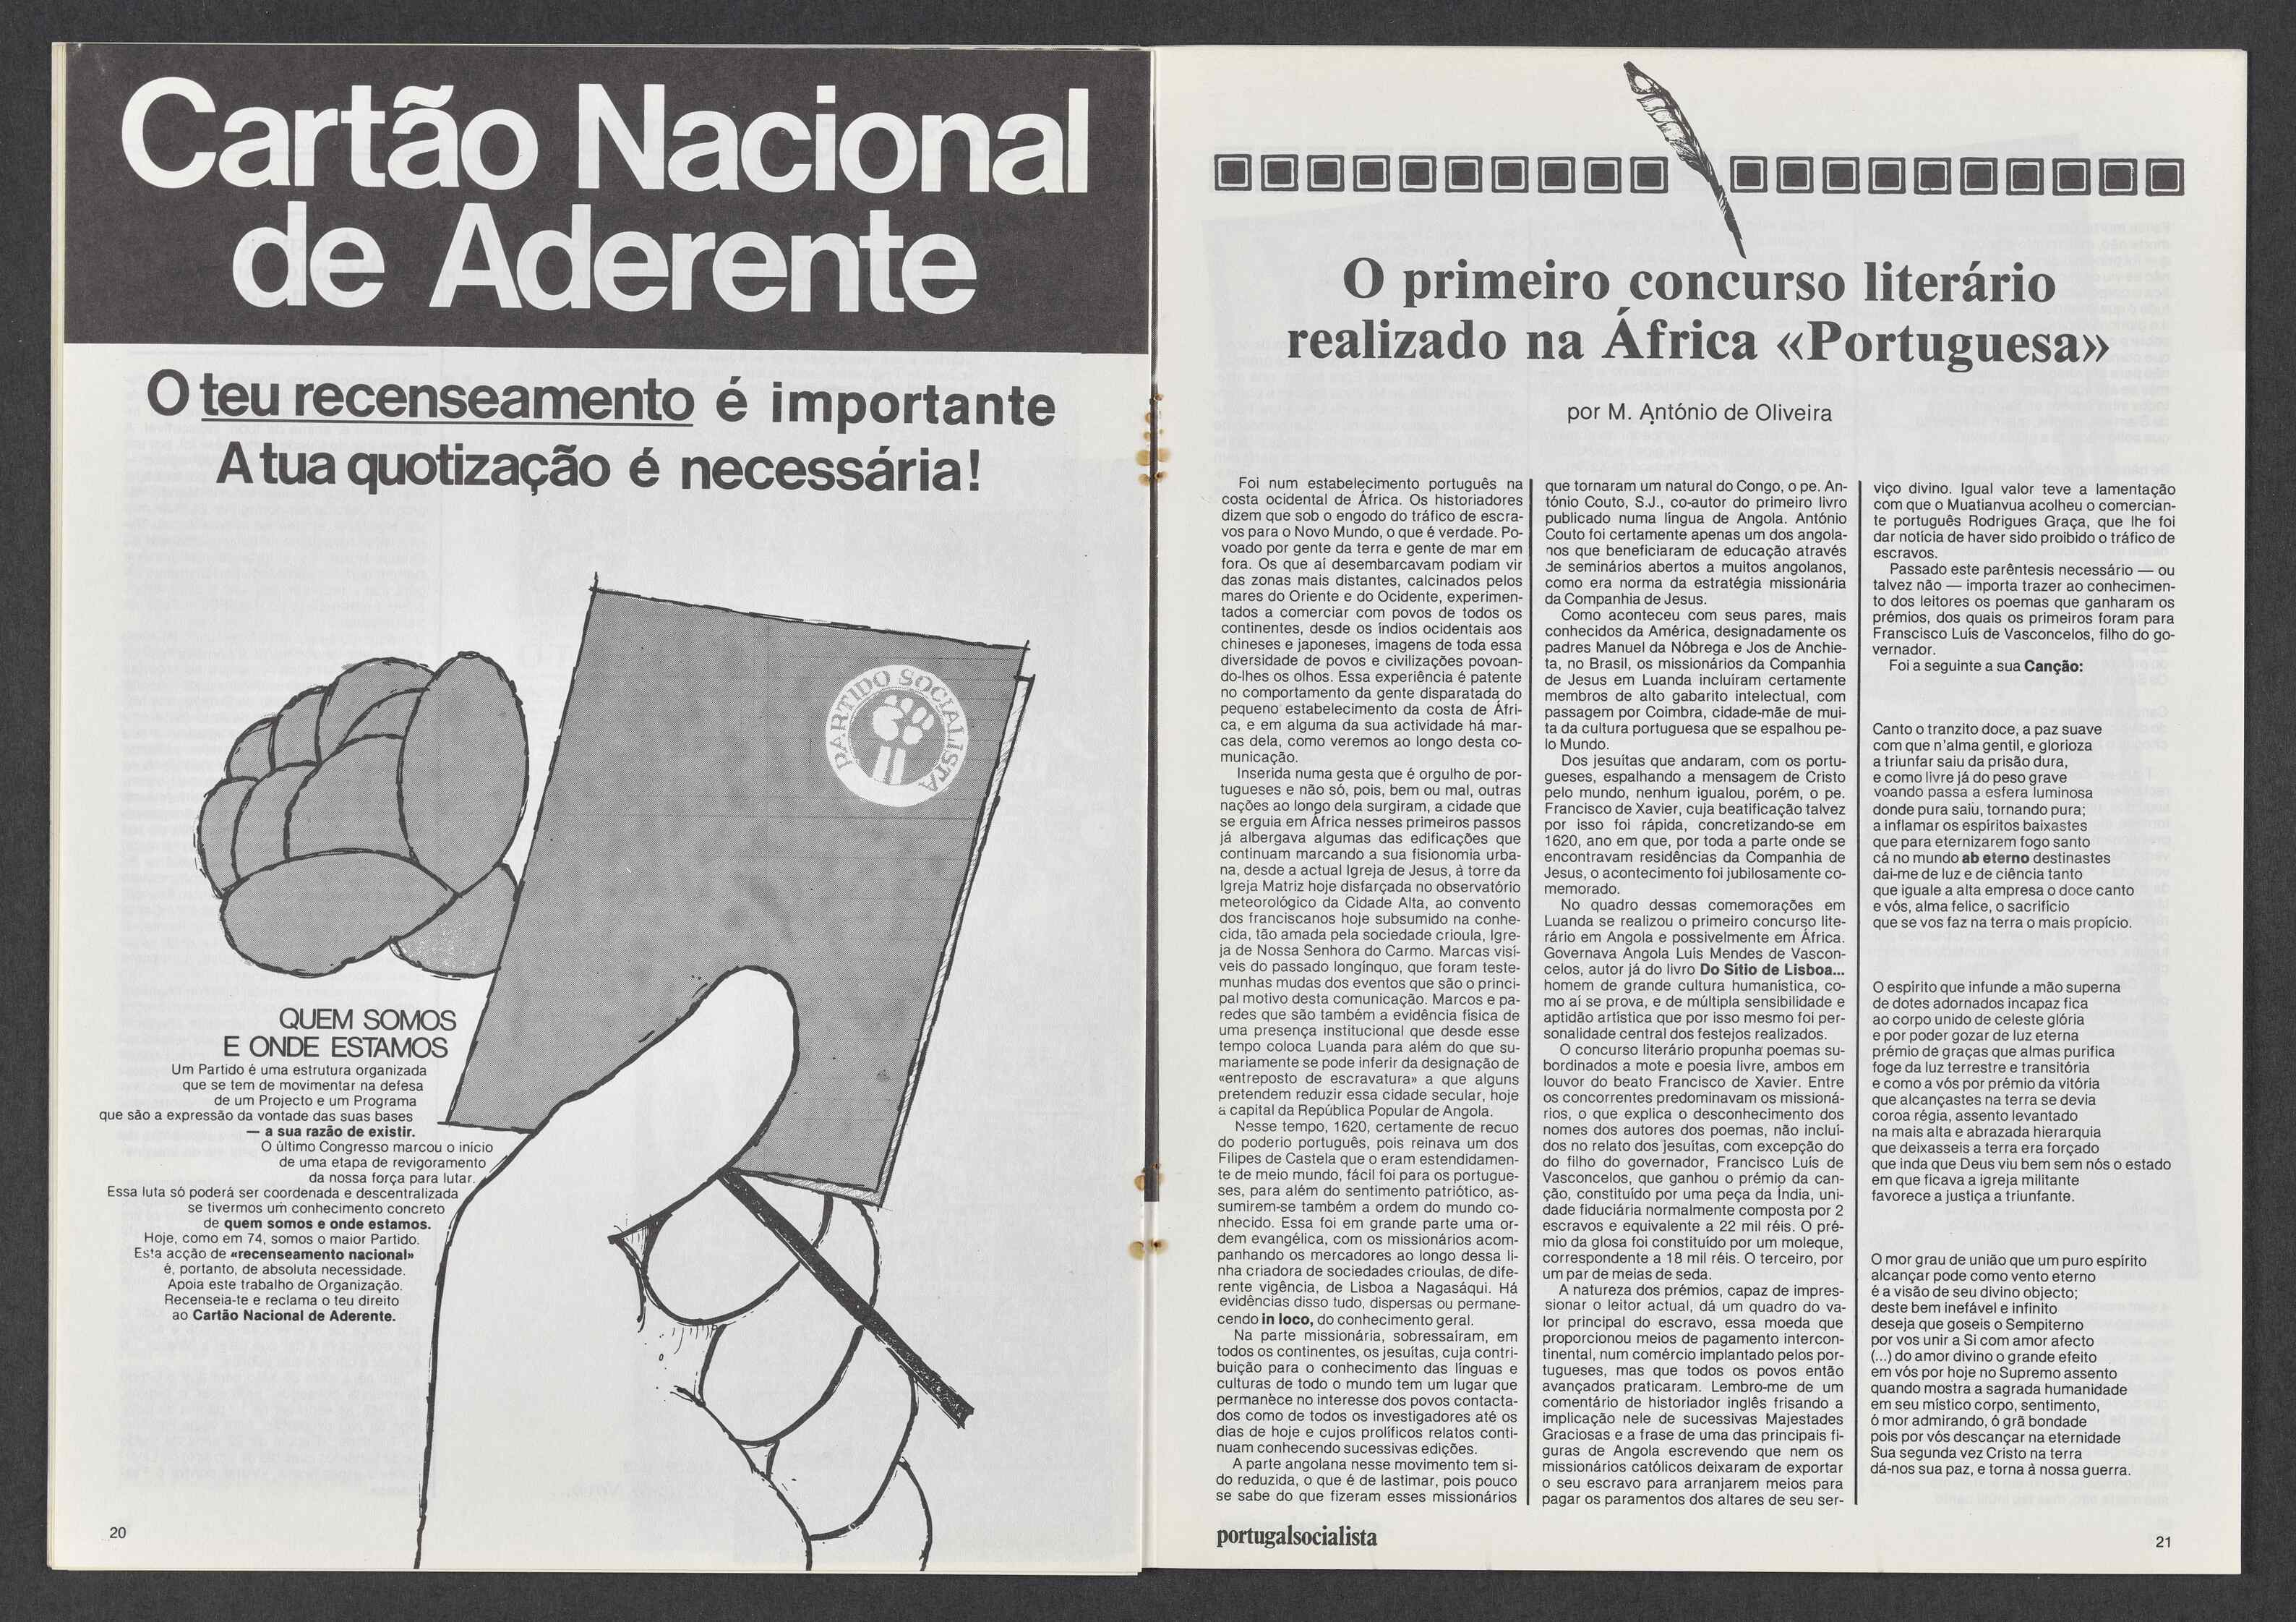 Cartão Nacional
de Aderente
O teu recenseamento é importante
A tua quotização é necessária!
PARTIDO SOCIALISTA
QUEM SOMOS
E ONDE ESTAMOS
Um Partido é uma estrutura organizada
que se tem de movimentar na defesa
de um Projecto e um Programa
que são a expressão da vontade das suas bases
— a sua razão de existir.
O último Congresso marcou o início
de uma etapa de revigoramento
da nossa força para lutar.
Essa luta só poderá ser coordenada e descentralizada
se tivermos um conhecimento concreto
de quem somos e onde estamos.
Hoje, como em 74, somos o maior Partido.
Esta acção de «recenseamento nacional»
é, portanto, de absoluta necessidade.
Apoia este trabalho de Organização.
Recenseia-te e reclama o teu direito
ao Cartão Nacional de Aderente.
20
O primeiro concurso literário
realizado na África «Portuguesa»
por M. António de Oliveira
Foi num estabelecimento português na
costa ocidental de África. Os historiadores
dizem que sob o engodo do tráfico de escra-
vos para o Novo Mundo, o que é verdade. Po-
voado por gente da terra e gente de mar em
fora. Os que aí desembarcavam podiam vir
das zonas mais distantes, calcinados pelos
mares do Oriente e do Ocidente, experimen-
tados a comerciar com povos de todos os
continentes, desde os índios ocidentais aos
chineses e japoneses, imagens de toda essa
diversidade de povos e civilizações povoan-
do-lhes os olhos. Essa experiência é patente
no comportamento da gente disparatada do
pequeno estabelecimento da costa de Áfri-
ca, e em alguma da sua actividade há mar-
cas dela, como veremos ao longo desta co-
municação.
Inserida numa gesta que é orgulho de por-
tugueses e não só, pois, bem ou mal, outras
nações ao longo dela surgiram, a cidade que
se erguia em África nesses primeiros passos
já albergava algumas das edificações que
continuam marcando a sua fisionomia urba-
na, desde a actual Igreja de Jesus, à torre da
Igreja Matriz hoje disfarçada no observatório
meteorológico da Cidade Alta, ao convento
dos franciscanos hoje subsumido na conhe-
cida, tão amada pela sociedade crioula, Igre-
ja de Nossa Senhora do Carmo. Marcas visí-
veis do passado longínquo, que foram teste-
munhas mudas dos eventos que são o princi-
pal motivo desta comunicação. Marcos e pa-
redes que são também a evidência física de
uma presença institucional que desde esse
tempo coloca Luanda para além do que su-
mariamente se pode inferir da designação de
«entreposto de escravatura» a que alguns
pretendem reduzir essa cidade secular, hoje
a capital da República Popular de Angola.
Nesse tempo, 1620, certamente de recuo
do poderio português, pois reinava um dos
Filipes de Castela que o eram estendidamen-
te de meio mundo, fácil foi para os portugue-
ses, para além do sentimento patriótico, as-
sumirem-se também a ordem do mundo co-
nhecido. Essa foi em grande parte uma or-
dem evangélica, com os missionários acom-
panhando os mercadores ao longo dessa li-
nha criadora de sociedades crioulas, de dife-
rente vigência, de Lisboa a Nagasáqui. Há
evidências disso tudo, dispersas ou permane-
cendo in loco, do conhecimento geral.
Na parte missionária, sobressaíram, em
todos os continentes, os jesuítas, cuja contri-
buição para o conhecimento das línguas e
culturas de todo o mundo tem um lugar que
permanèce no interesse dos povos contacta-
dos como de todos os investigadores até os
dias de hoje e cujos prolíficos relatos conti-
nuam conhecendo sucessivas edições.
A parte angolana nesse movimento tem si-
do reduzida, o que é de lastimar, pois pouco
se sabe do que fizeram esses missionários
que tornaram um natural do Congo, o pe. An-
tónio Couto, S.J., co-autor do primeiro livro
publicado numa língua de Angola. António
Couto foi certamente apenas um dos angola-
nos que beneficiaram de educação através
de seminários abertos a muitos angolanos,
como era norma da estratégia missionária
da Companhia de Jesus.
Como aconteceu com seus pares, mais
conhecidos da América, designadamente os
padres Manuel da Nóbrega e Jos de Anchie-
ta, no Brasil, os missionários da Companhia
de Jesus em Luanda incluíram certamente
membros de alto gabarito intelectual, com
passagem por Coimbra, cidade-mãe de mui-
ta da cultura portuguesa que se espalhou pe-
lo Mundo.
Dos jesuítas que andaram, com os portu-
gueses, espalhando a mensagem de Cristo
pelo mundo, nenhum igualou, porém, o pe.
Francisco de Xavier, cuja beatificação talvez
por isso foi rápida, concretizando-se em
1620, ano em que, por toda a parte onde se
encontravam residências da Companhia de
Jesus, o acontecimento foi jubilosamente co-
memorado.
No quadro dessas comemorações em
Luanda se realizou o primeiro concurso lite-
rário em Angola e possivelmente em África.
Governava Angola Luís Mendes de Vascon-
celos, autor já do livro Do Sítio de Lisboa...
homem de grande cultura humanística, co-
mo aí se prova, e de múltipla sensibilidade e
aptidão artística que por isso mesmo foi per-
sonalidade central dos festejos realizados.
O concurso literário propunha poemas su-
bordinados a mote e poesia livre, ambos em
louvor do beato Francisco de Xavier. Entre
os concorrentes predominavam os missioná-
rios, o que explica o desconhecimento dos
nomes dos autores dos poemas, não incluí-
dos no relato dos jesuítas, com excepção do
do filho do governador, Francisco Luís de
Vasconcelos, que ganhou o prémio da can-
ção, constituído por uma peça da Índia, uni-
dade fiduciária normalmente composta por 2
escravos e equivalente a 22 mil réis. O pré-
mio da glosa foi constituído por um moleque,
correspondente a 18 mil réis. O terceiro, por
um par de meias de seda.
A natureza dos prémios, capaz de impres-
sionar o leitor actual, dá um quadro do va-
lor principal do escravo, essa moeda que
proporcionou meios de pagamento intercon-
tinental, num comércio implantado pelos por-
tugueses, mas que todos os povos então
avançados praticaram. Lembro-me de um
comentário de historiador inglês frisando a
implicação nele de sucessivas Majestades
Graciosas e a frase de uma das principais fi-
guras de Angola escrevendo que nem os
missionários católicos deixaram de exportar
o seu escravo para arranjarem meios para
pagar os paramentos dos altares de seu ser-
viço divino. Igual valor teve a lamentação
com que o Muatianvua acolheu o comercian-
te português Rodrigues Graça, que lhe foi
dar notícia de haver sido proibido o tráfico de
escravos.
Passado este parêntesis necessário — ou
talvez não — importa trazer ao conhecimen-
to dos leitores os poemas que ganharam os
prémios, dos quais os primeiros foram para
Franscisco Luís de Vasconcelos, filho do go-
vernador.
Foi a seguinte a sua Canção:
Canto o tranzito doce, a paz suave
com que n'alma gentil, e glorioza
a triunfar saiu da prisão dura,
e como livre já do peso grave
voando passa a esfera luminosa
donde pura saiu, tornando pura;
a inflamar os espíritos baixastes
que para eternizarem fogo santo
cá no mundo ab eterno destinastes
dai-me de luz e de ciência tanto
que iguale a alta empresa o doce canto
e vós, alma felice, o sacrifício
que se vos faz na terra o mais propício.
O espírito que infunde a mão superna
de dotes adornados incapaz fica
ao corpo unido de celeste glória
e por poder gozar de luz eterna
prémio de graças que almas purifica
foge da luz terrestre e transitória
e como a vós por prémio da vitória
que alcançastes na terra se devia
coroa régia, assento levantado
na mais alta e abrazada hierarquia
que deixasseis a terra era forçado
que inda que Deus viu bem sem nós o estado
em que ficava a igreja militante
favorece a justiça a triunfante.
O mor grau de união que um puro espírito
alcançar pode como vento eterno
é a visão de seu divino objecto;
deste bem inefável e infinito
deseja que goseis o Sempiterno
por vos unir a Si com amor afecto
(...) do amor divino o grande efeito
em vós por hoje no Supremo assento
quando mostra a sagrada humanidade
em seu místico corpo, sentimento,
ó mor admirando, ó grã bondade
pois por vós descançar na eternidade
Sua segunda vez Cristo na terra
dá-nos sua paz, e torna à nossa guerra.
portugalsocialista
21